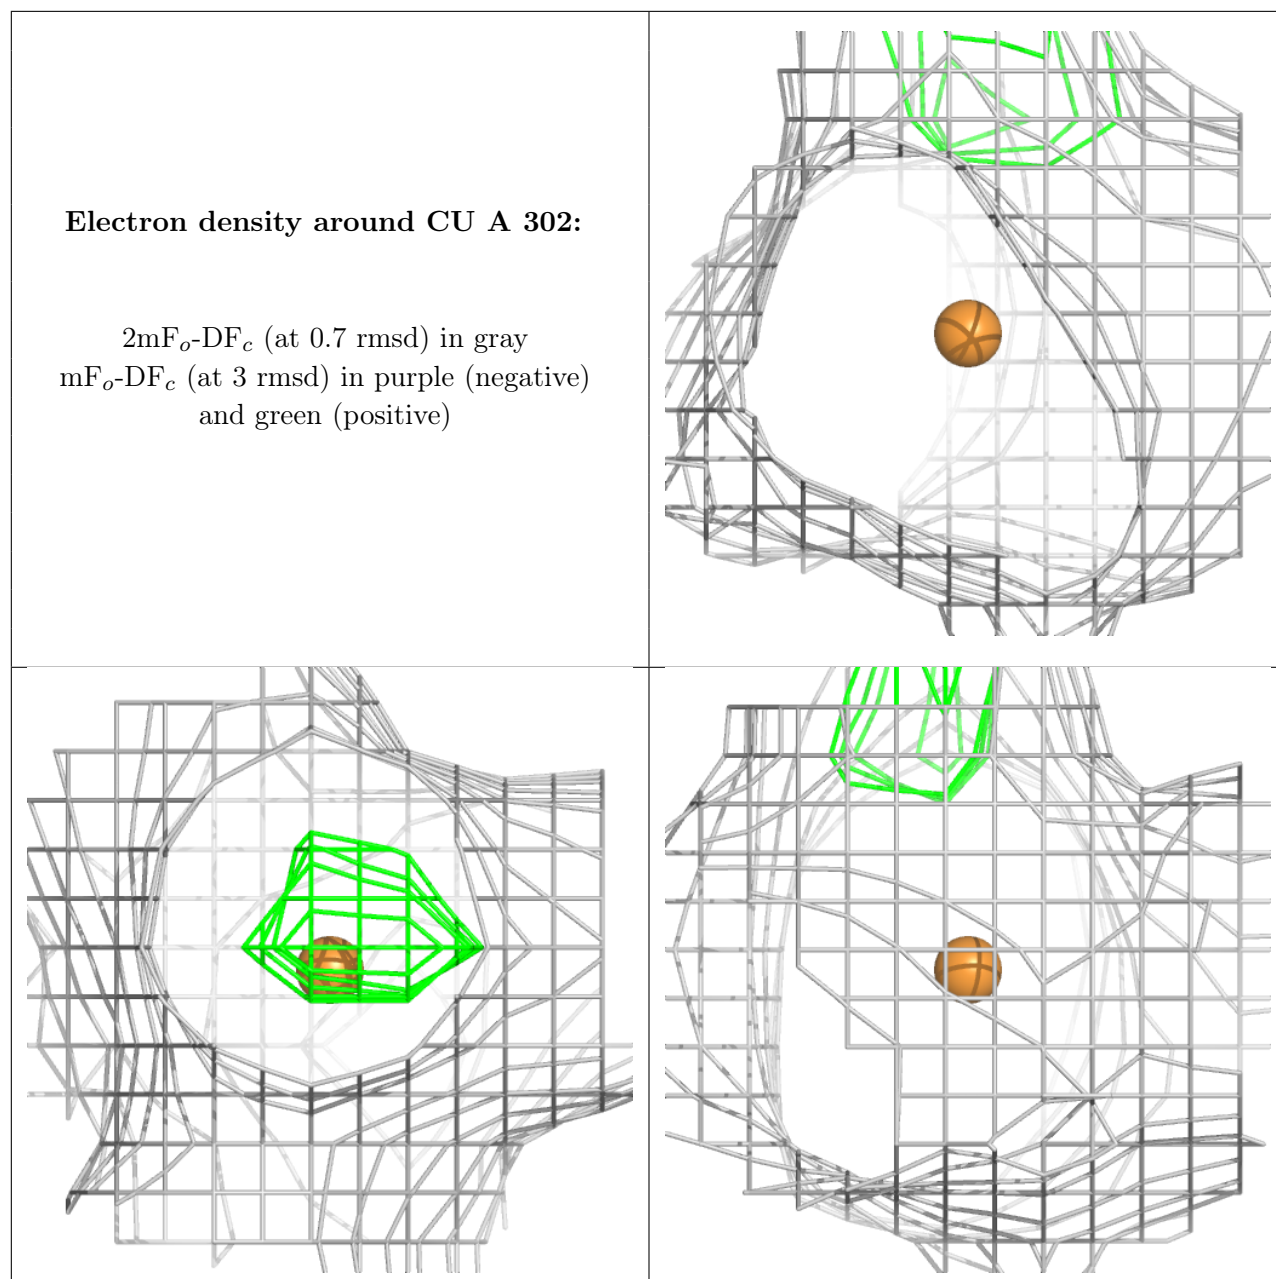 Electron density around CU A 302:
2mFo-DFc (at 0.7 rmsd) in gray
mFo-DFc (at 3 rmsd) in purple (negative)
and green (positive)